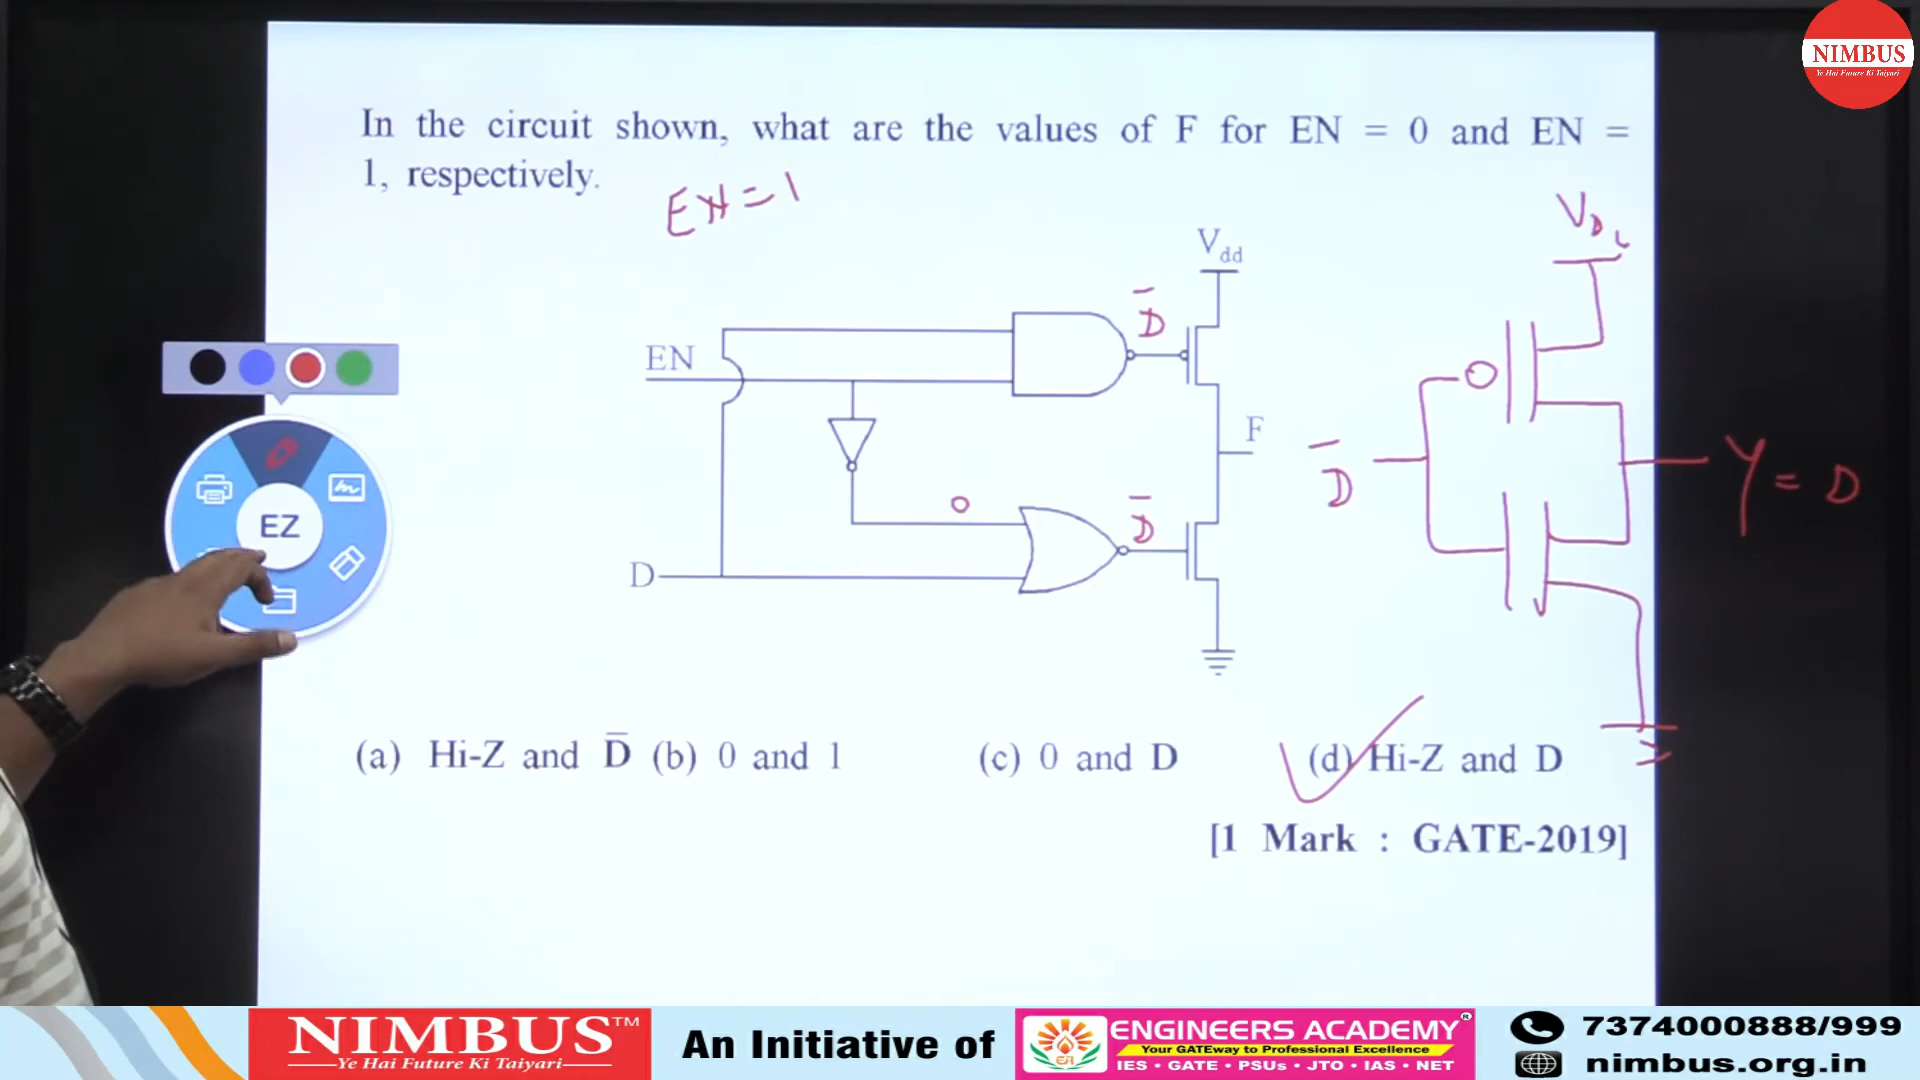 NIMBUS
Ye Hai Future Ki Taiyari
In the circuit shown, what are the values of F for EN = 0 and EN =
1, respectively.
EN=1
V_DD
V_dd
D̅
EN
F
EZ
0
D̅
D̅
Y = D
D
(a) Hi-Z and D̅ (b) 0 and 1 (c) 0 and D (d) Hi-Z and D
[1 Mark : GATE-2019]
NIMBUS™
Ye Hai Future Ki Taiyari
An Initiative of
ENGINEERS ACADEMY®
Your GATEway to Professional Excellence
IES • GATE • PSUs • JTO • IAS • NET
7374000888/999
nimbus.org.in